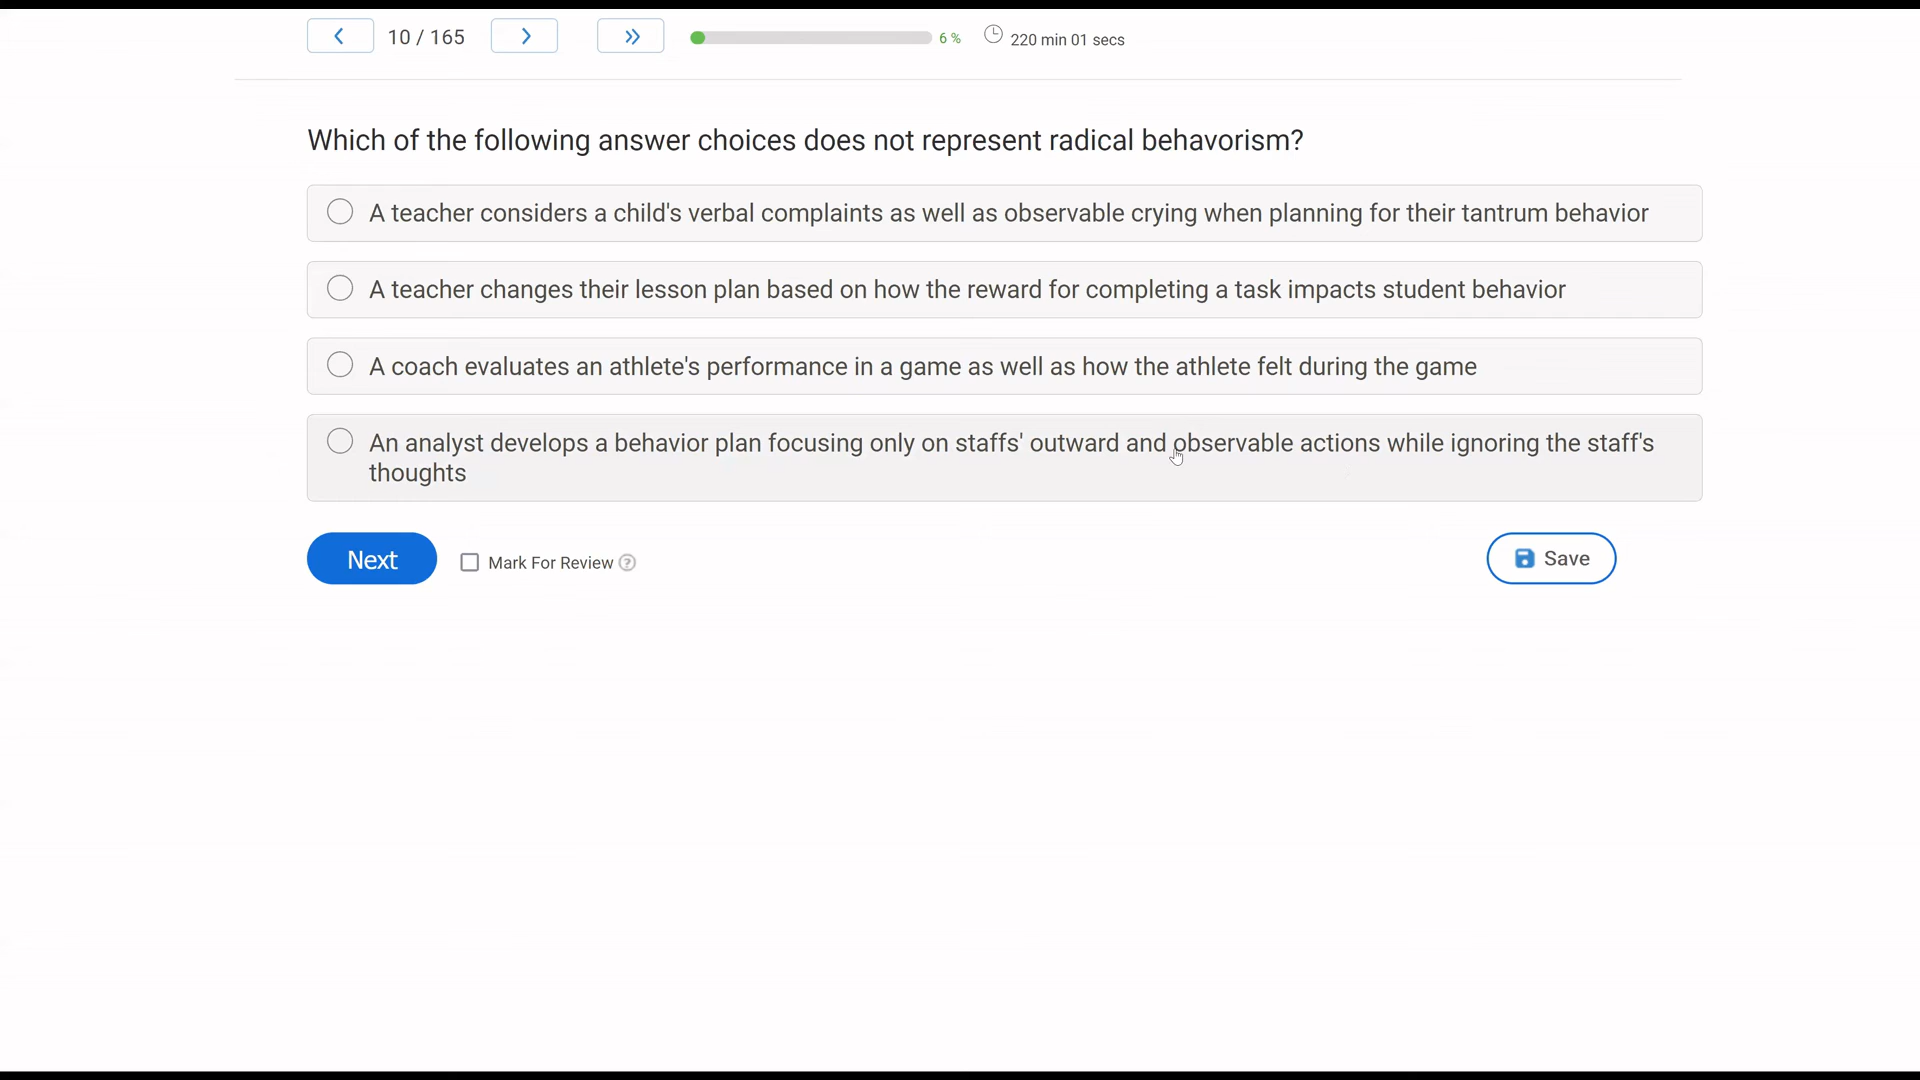 10 / 165
6 %
220 min 01 secs
Which of the following answer choices does not represent radical behavorism?
A teacher considers a child's verbal complaints as well as observable crying when planning for their tantrum behavior
A teacher changes their lesson plan based on how the reward for completing a task impacts student behavior
A coach evaluates an athlete's performance in a game as well as how the athlete felt during the game
An analyst develops a behavior plan focusing only on staffs' outward and observable actions while ignoring the staff's
thoughts
Next
Mark For Review ?
Save